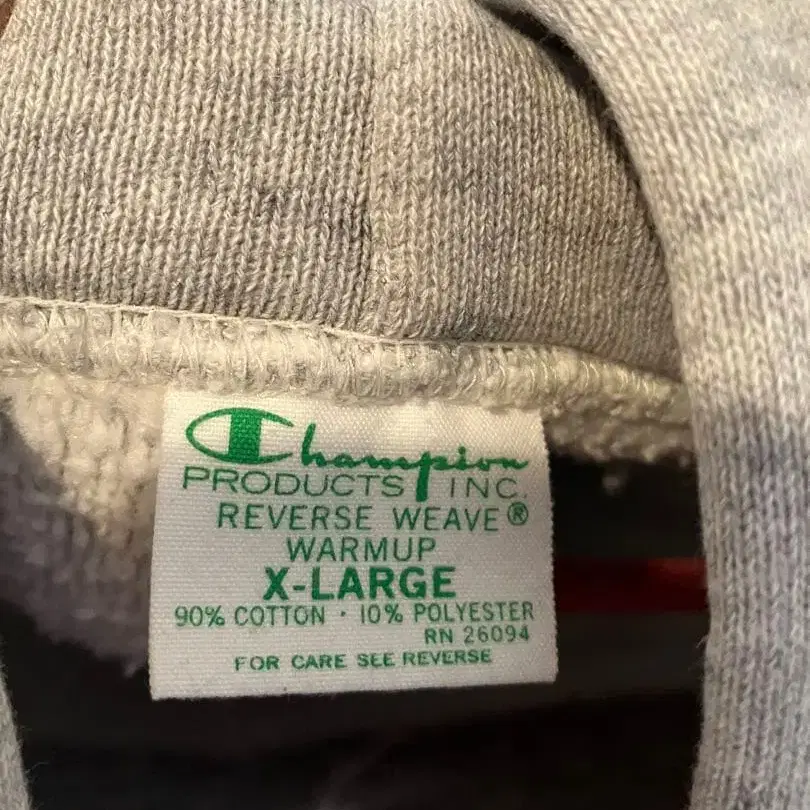 Champion
PRODUCTS INC.
REVERSE WEAVE®
WARMUP
X-LARGE
90% COTTON · 10% POLYESTER
RN 26094
FOR CARE SEE REVERSE